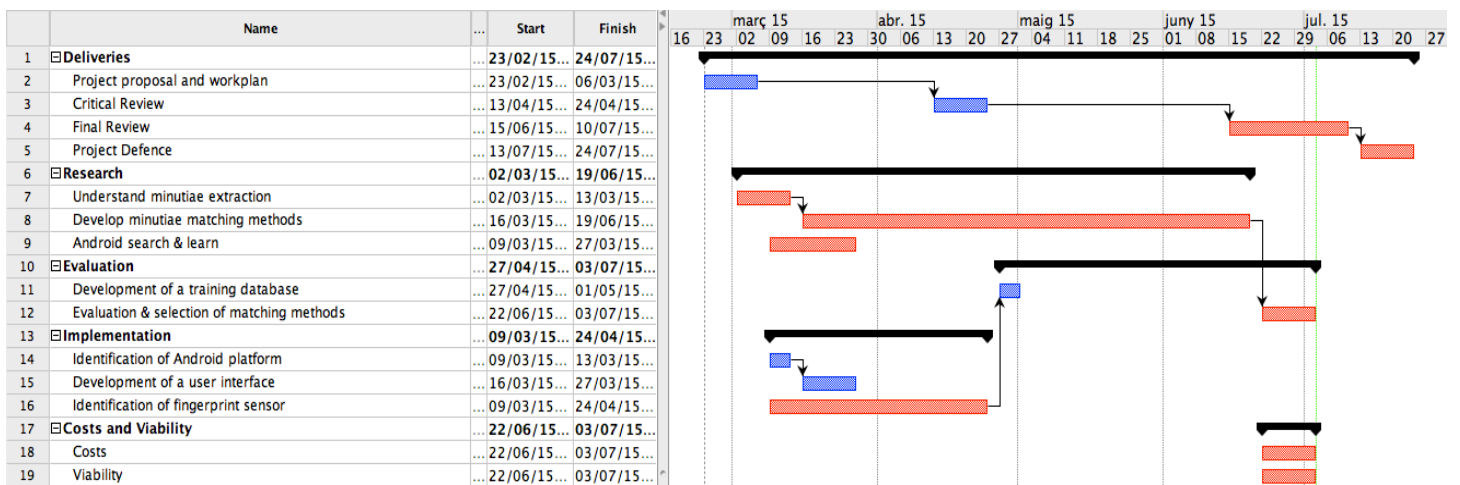 Name ... Start Finish març 15 abr. 15 maig 15 juny 15 jul. 15
16 23 02 09 16 23 30 06 13 20 27 04 11 18 25 01 08 15 22 29 06 13 20 27
1 Deliveries ... 23/02/15... 24/07/15...
2 Project proposal and workplan ... 23/02/15... 06/03/15...
3 Critical Review ... 13/04/15... 24/04/15...
4 Final Review ... 15/06/15... 10/07/15...
5 Project Defence ... 13/07/15... 24/07/15...
6 Research ... 02/03/15... 19/06/15...
7 Understand minutiae extraction ... 02/03/15... 13/03/15...
8 Develop minutiae matching methods ... 16/03/15... 19/06/15...
9 Android search & learn ... 09/03/15... 27/03/15...
10 Evaluation ... 27/04/15... 03/07/15...
11 Development of a training database ... 27/04/15... 01/05/15...
12 Evaluation & selection of matching methods ... 22/06/15... 03/07/15...
13 Implementation ... 09/03/15... 24/04/15...
14 Identification of Android platform ... 09/03/15... 13/03/15...
15 Development of a user interface ... 16/03/15... 27/03/15...
16 Identification of fingerprint sensor ... 09/03/15... 24/04/15...
17 Costs and Viability ... 22/06/15... 03/07/15...
18 Costs ... 22/06/15... 03/07/15...
19 Viability ... 22/06/15... 03/07/15...